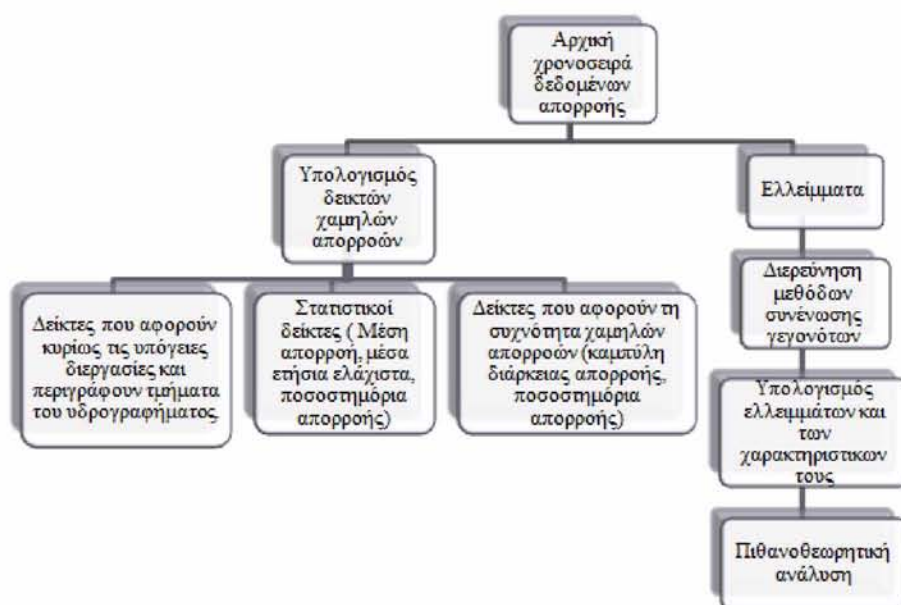 Αρχική
χρονοσειρά
δεδομένων
απορροής
Υπολογισμός
δεικτών
χαμηλών
απορροών
Ελλείμματα
Δείκτες που αφορούν
κυρίως τις υπόγειες
διεργασίες και
περιγράφουν τμήματα
του υδρογραφήματος
Στατιστικοί
δείκτες ( Μέση
απορροή, μέσα
ετήσια ελάχιστα,
ποσοστημόρια
απορροής)
Δείκτες που αφορούν τη
συχνότητα χαμηλών
απορροών (καμπύλη
διάρκειας απορροής,
ποσοστημόρια
απορροής)
Διερεύνηση
μεθόδων
συνένωσης
γεγονότων
Υπολογισμός
ελλειμμάτων και
των
χαρακτηριστικων
τους
Πιθανοθεωρητική
ανάλυση